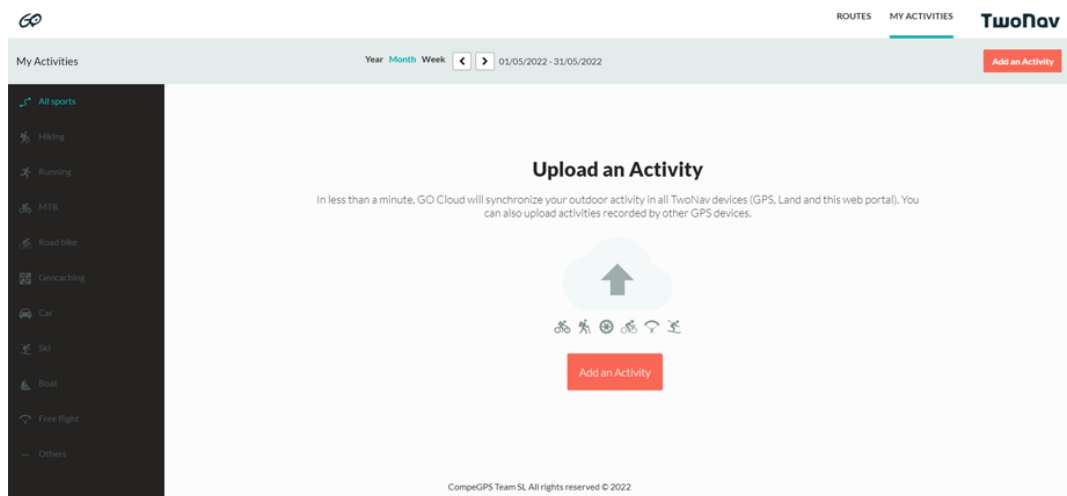 GO
ROUTES MY ACTIVITIES TwoNav
My Activities Year Month Week 01/05/2022 - 31/05/2022 Add an Activity
All sports
Hiking
Running
MTB
Road bike
Geocaching
Car
Ski
Boat
Free flight
Others
Upload an Activity
In less than a minute, GO Cloud will synchronize your outdoor activity in all TwoNav devices (GPS, Land and this web portal). You
can also upload activities recorded by other GPS devices.
Add an Activity
CompeGPS Team SL All rights reserved © 2022